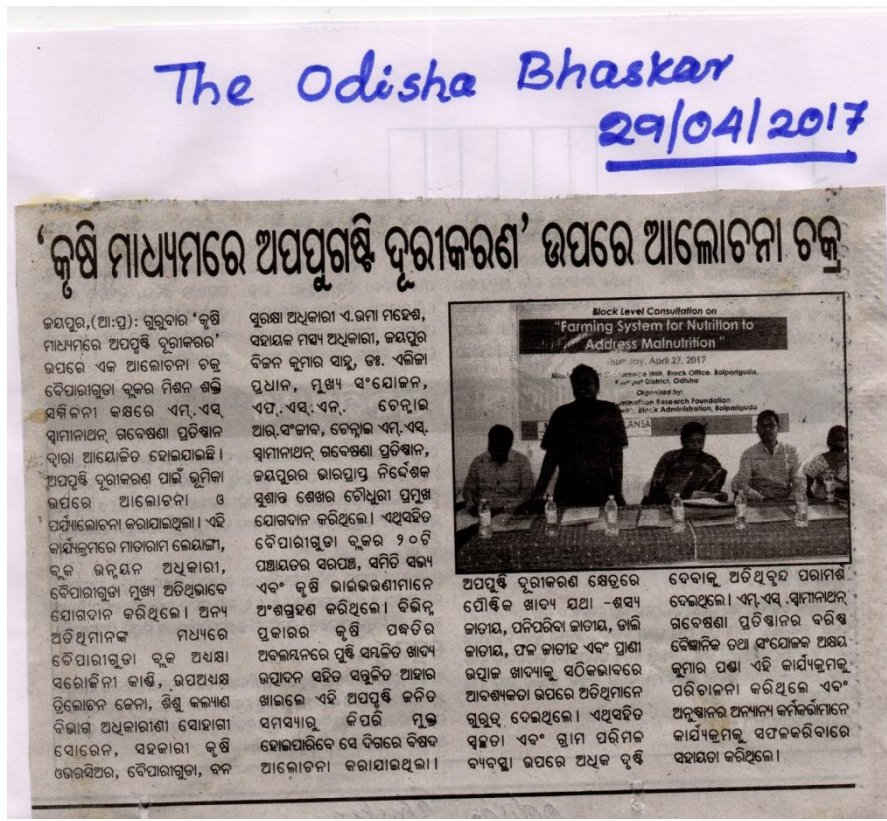 The Odisha Bhaskar
29/04/2017
‘କୃଷି ମାଧ୍ୟମରେ ଅପପୁଗଷ୍ଟି ଦୂରୀକରଣ’ ଉପରେ ଆଲୋଚନା ଚକ୍ର
ଜୟପୁର,(ଆ:ପ୍ର): ଗୁରୁବାର ‘କୃଷି
ମାଧ୍ୟମରେ ଅପପୃଷ୍ଟି ଦୂରୀକରର’
ଉପରେ ଏକ ଆଲୋଚନା ଚକ୍ର
ବୈପାରୀଗୁଡା ବ୍ଲକର ମିଶନ ଶକ୍ତି
ସମ୍ମିଳନୀ କକ୍ଷରେ ଏମ୍.ଏସ୍
ସ୍ୱାମୀନାଥନ୍ ଗବେଷଣା ପ୍ରତିଷ୍ଠାନ
ଦ୍ୱାରା ଆୟୋଜିତ ହୋଇଯାଇଛି।
ଅପପୃଷ୍ଟି ଦୂରୀକରଣ ପାଇଁ ଭୂମିକା
ଉପରେ ଆଲୋଚନା ଓ
ପର୍ଯ୍ୟାଲୋଚନା କରାଯାଇଥିଲା। ଏହି
କାର୍ଯ୍ୟକ୍ରମରେ ମାତାରାମ ଲେୟାଙ୍ଗୀ,
ବ୍ଲକ ଉନ୍ନୟନ ଅଧିକାରୀ,
ବୈପାରୀଗୁଡା ମୁଖ୍ୟ ଅତିଥିଭାବେ
ଯୋଗଦାନ କରିଥିଲେ। ଅନ୍ୟ
ଅତିଥିମାନଙ୍କ ମଧ୍ୟରେ
ବୈପାରୀଗୁଡା ବ୍ଲକ ଅଧ୍ୟକ୍ଷା
ସରୋଜିନୀ କାଷ୍ଟି, ଉପଅଧ୍ୟକ୍ଷ
ତ୍ରିଲୋଚନ ଜେନା, ଶିଶୁ କଲ୍ୟାଣ
ବିଭାଗ ଅଧିକାରୀଣୀ ସୋହାଗୀ
ସୋରେନ, ସହକାରୀ କୃଷି
ଓଭରସିଅର, ବୈପାରୀଗୁଡା, ବନ
ସୁରକ୍ଷା ଅଧିକାରୀ ଏ.ଉମା ମହେଶ,
ସହାୟକ ମତ୍ସ୍ୟ ଅଧିକାରୀ, ଜୟପୁର
ବିଜନ କୁମାର ସାହୁ, ଡଃ. ଏଲିଜା
ପ୍ରଧାନ, ମୁଖ୍ୟ ସଂଯୋଜନ,
ଏଫ୍.ଏସ୍.ଏନ୍. ଚେନ୍ନାଇ
ଆର୍.ସଂଜୀବ, ଚେନ୍ନାଇ ଏମ୍.ଏସ୍.
ସ୍ୱାମୀନାଥନ୍ ଗବେଷଣା ପ୍ରତିଷ୍ଠାନ,
ଜୟପୁରର ଭାରପ୍ରାପ୍ତ ନିର୍ଦ୍ଦେଶକ
ସୁଶାନ୍ତ ଶେଖର ଚୌଧୁରୀ ପ୍ରମୁଖ
ଯୋଗଦାନ କରିଥିଲେ। ଏଥିସହିତ
ବୈପାରୀଗୁଡା ବ୍ଲକର ୨୦ଟି
ପଞ୍ଚାୟତର ସରପଞ୍ଚ, ସମିତି ସଭ୍ୟ
ଏବଂ କୃଷି ଭାଇଭଉଣୀମାନେ
ଅଂଶଗ୍ରହଣ କରିଥିଲେ। ବିଭିନ୍ନ
ପ୍ରକାରର କୃଷି ପଦ୍ଧତିର
ଅବଲମ୍ବନରେ ପୁଷ୍ଟି ସମ୍ବଳିତ ଖାଦ୍ୟ
ଉତ୍ପାଦନ ସହିତ ସନ୍ତୁଳିତ ଆହାର
ଖାଇଲେ ଏହି ଅପପୃଷ୍ଟି ଜନିତ
ସମସ୍ୟାରୁ କିପରି ମୁକ୍ତ
ହୋଇପାରିବେ ସେ ଦିଗରେ ବିଷଦ
ଆଲୋଚନା କରାଯାଇଥିଲା।
Block Level Consultation on
"Farming System for Nutrition to
Address Malnutrition"
April 27, 2017
Hall, Block Office, Boipariguda,
District, Odisha
Organised by:
Research Foundation
Block Administration, Boipariguda
LANSA
ଅପପୁଷ୍ଟି ଦୂରୀକରଣ କ୍ଷେତ୍ରରେ
ପୌଷ୍ଟିକ ଖାଦ୍ୟ ଯଥା -ଶସ୍ୟ
ଜାତୀୟ, ପନିପରିବା ଜାତୀୟ, ଡାଲି
ଜାତୀୟ, ଫଳ ଜାତୀହ ଏବଂ ପ୍ରାଣୀ
ଉତ୍ପାଦ ଖାଦ୍ୟାକୁ ସଠିକଭାବରେ
ଆବଶ୍ୟକତା ଉପରେ ଅତିଥିମାନେ
ଗୁରୁତ୍ୱ ଦେଇଥିଲେ। ଏଥିସହିତ
ସ୍ୱଚ୍ଛତା ଏବଂ ଗ୍ରାମ ପରିମଳ
ବ୍ୟବସ୍ଥା ଉପରେ ଅଧିକ ଦୃଷ୍ଟି
ଦେବାକୁ ଅତିଥିବୃନ୍ଦ ପରାମର୍ଶ
ଦେଇଥିଲେ। ଏମ୍.ଏସ୍ .ସ୍ୱାମୀନାଥନ୍
ଗବେଷଣା ପ୍ରତିଷ୍ଠାନର ବରିଷ୍ଠ
ବୈଜ୍ଞାନିକ ତଥା ସଂଯୋଜକ ଅକ୍ଷୟ
କୁମାର ପଣ୍ଡା ଏହି କାର୍ଯ୍ୟକ୍ରମକୁ
ପରିଚାଳନା କରିଥିଲେ ଏବଂ
ଅନୁଷ୍ଠାନର ଅନ୍ୟାନ୍ୟ କର୍ମକର୍ତ୍ତାମାନେ
କାର୍ଯ୍ୟକ୍ରମକୁ ସଫଳକରିବାରେ
ସହାୟତା କରିଥିଲେ।